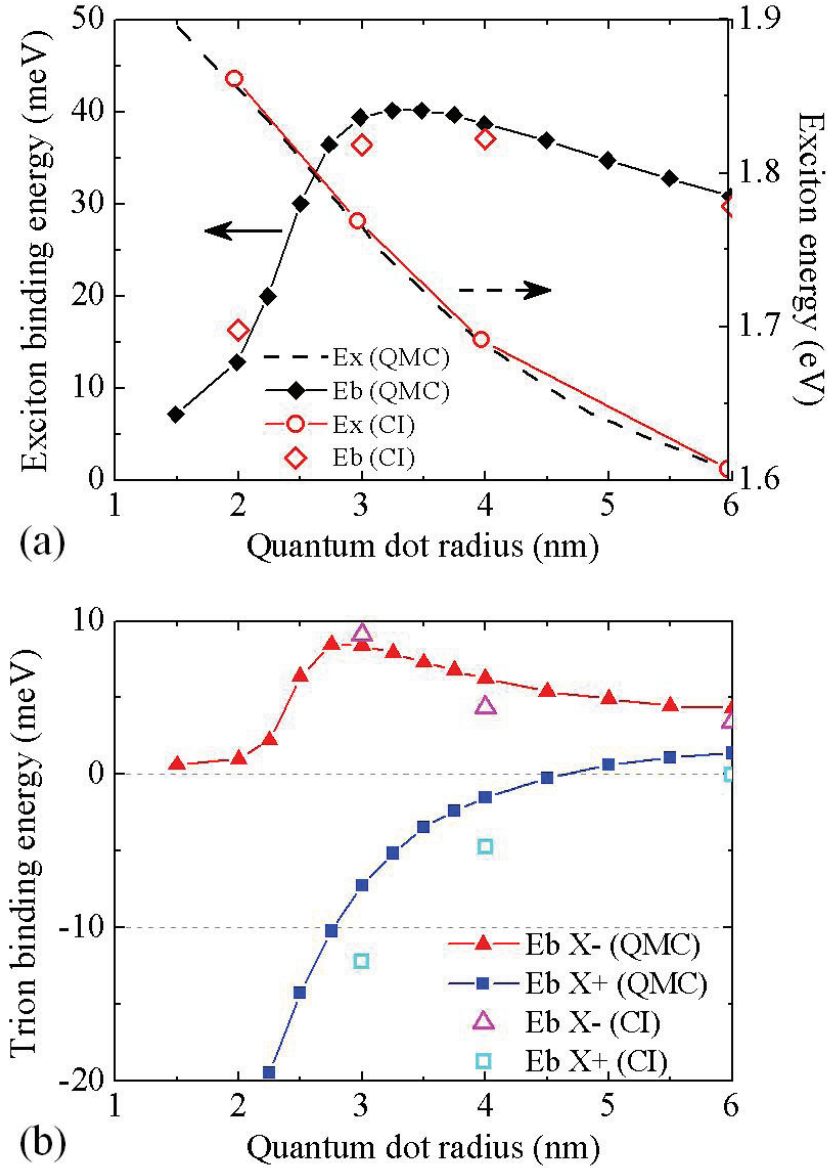 50
40
30
20
10
0
Exciton binding energy (meV)
1.9
1.8
1.7
1.6
Exciton energy (eV)
Ex (QMC)
Eb (QMC)
Ex (CI)
Eb (CI)
1 2 3 4 5 6
(a) Quantum dot radius (nm)
10
0
-10
-20
Trion binding energy (meV)
Eb X- (QMC)
Eb X+ (QMC)
Eb X- (CI)
Eb X+ (CI)
1 2 3 4 5 6
(b) Quantum dot radius (nm)